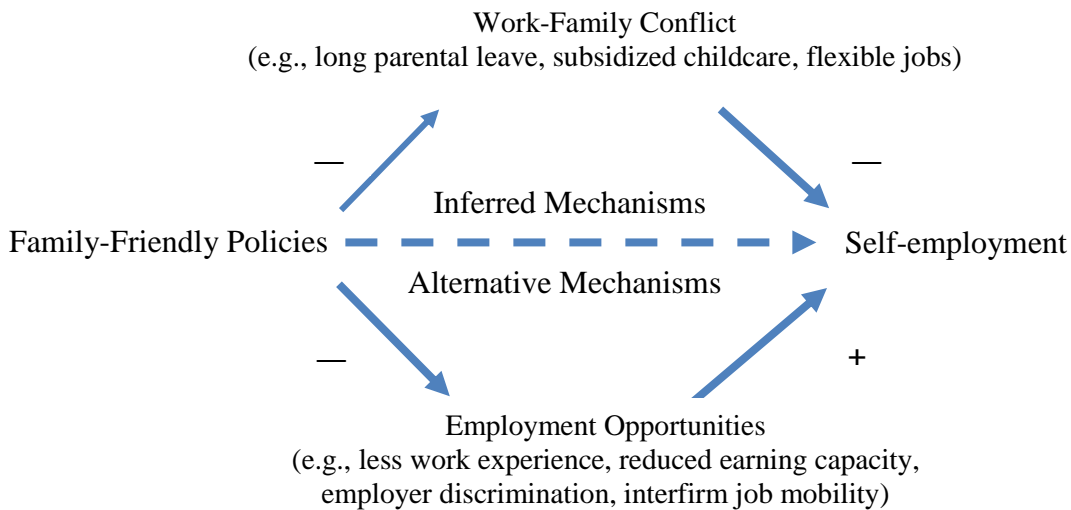 Work-Family Conflict
(e.g., long parental leave, subsidized childcare, flexible jobs)
— —
Inferred Mechanisms
Family-Friendly Policies Self-employment
Alternative Mechanisms
— +
Employment Opportunities
(e.g., less work experience, reduced earning capacity,
employer discrimination, interfirm job mobility)